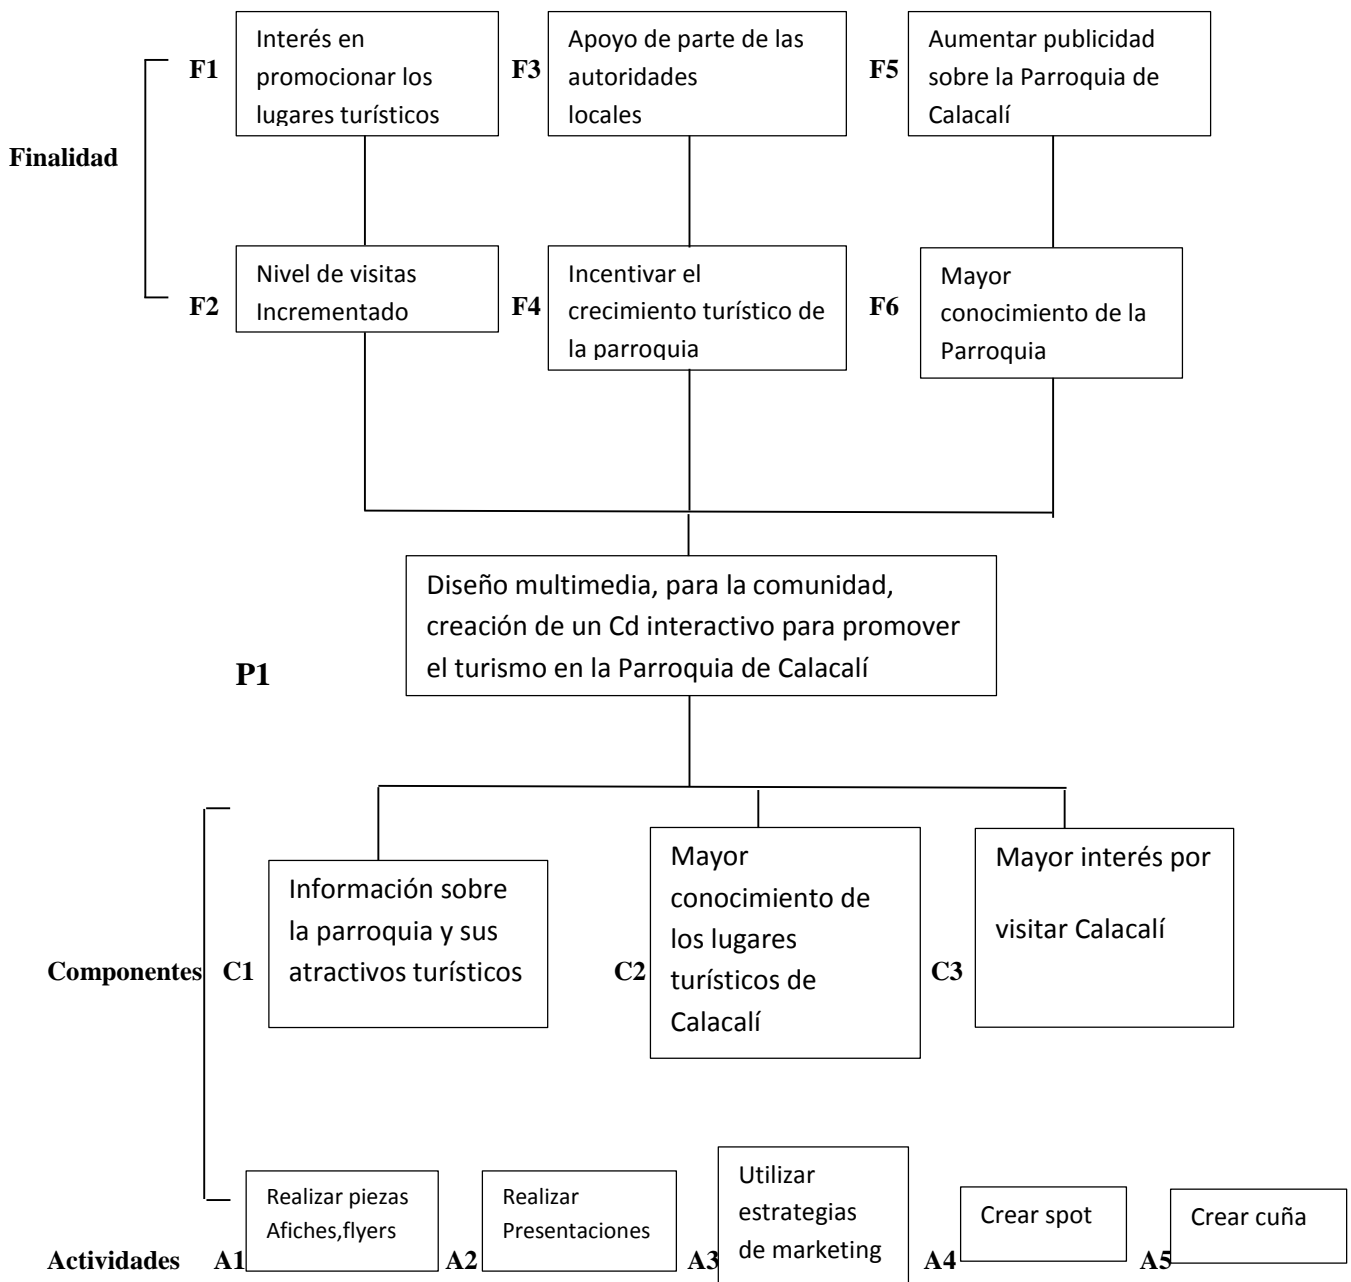 F1
Interés en
promocionar los
lugares turísticos
F3
Apoyo de parte de las
autoridades
locales
F5
Aumentar publicidad
sobre la Parroquia de
Calacalí
Finalidad
F2
Nivel de visitas
Incrementado
F4
Incentivar el
crecimiento turístico de
la parroquia
F6
Mayor
conocimiento de la
Parroquia
P1
Diseño multimedia, para la comunidad,
creación de un Cd interactivo para promover
el turismo en la Parroquia de Calacalí
Componentes
C1
Información sobre
la parroquia y sus
atractivos turísticos
C2
Mayor
conocimiento de
los lugares
turísticos de
Calacalí
C3
Mayor interés por
visitar Calacalí
Actividades
A1
Realizar piezas
Afiches,flyers
A2
Realizar
Presentaciones
A3
Utilizar
estrategias
de marketing
A4
Crear spot
A5
Crear cuña